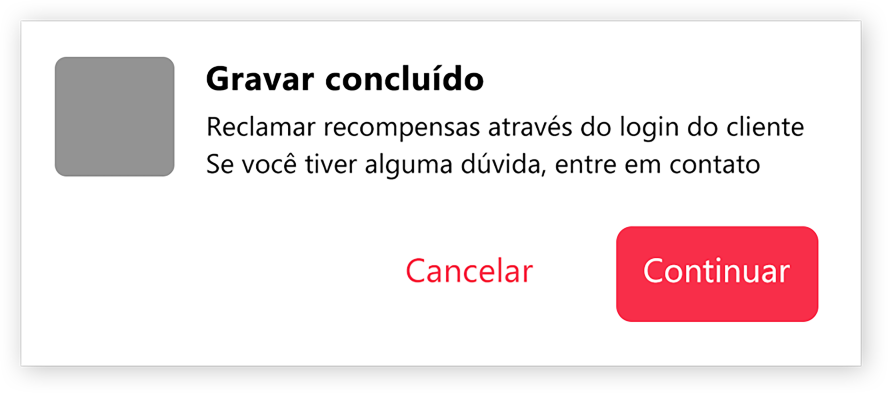 Gravar concluído
Reclamar recompensas através do login do cliente
Se você tiver alguma dúvida, entre em contato
Cancelar
Continuar